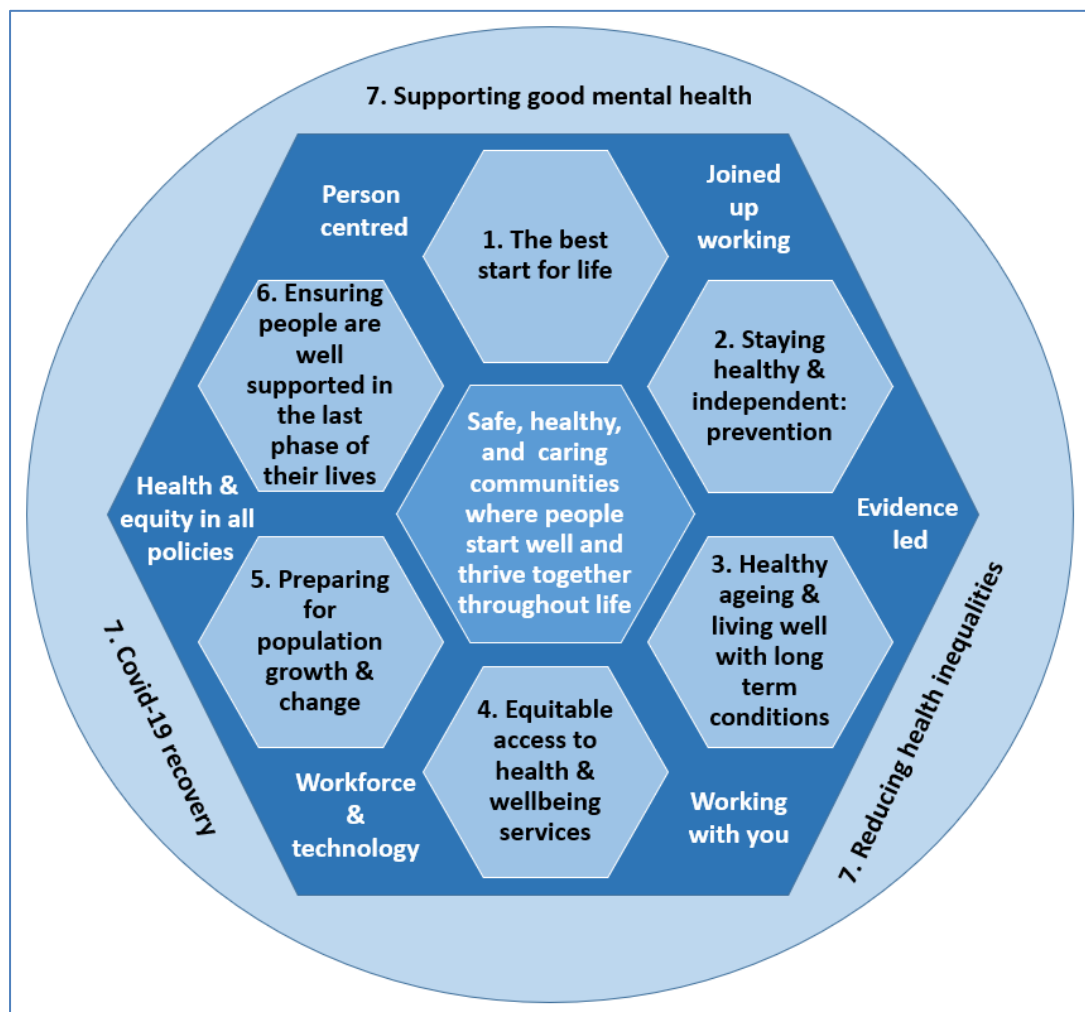 7. Supporting good mental health
Person
centred
Joined
up
working
1. The best
start for life
6. Ensuring
people are
well
supported in
the last
phase of
their lives
2. Staying
healthy &
independent:
prevention
Safe, healthy,
and caring
communities
where people
start well and
thrive together
throughout life
Health &
equity in all
policies
Evidence
led
5. Preparing
for
population
growth &
change
3. Healthy
ageing &
living well
with long
term
conditions
4. Equitable
access to
health &
wellbeing
services
Workforce
&
technology
Working
with you
7. Covid-19 recovery
7. Reducing health inequalities